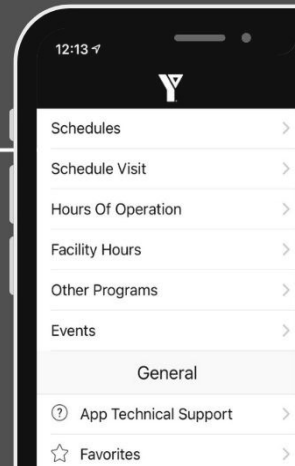 12:13
Schedules
Schedule Visit
Hours Of Operation
Facility Hours
Other Programs
Events
General
? App Technical Support
Favorites